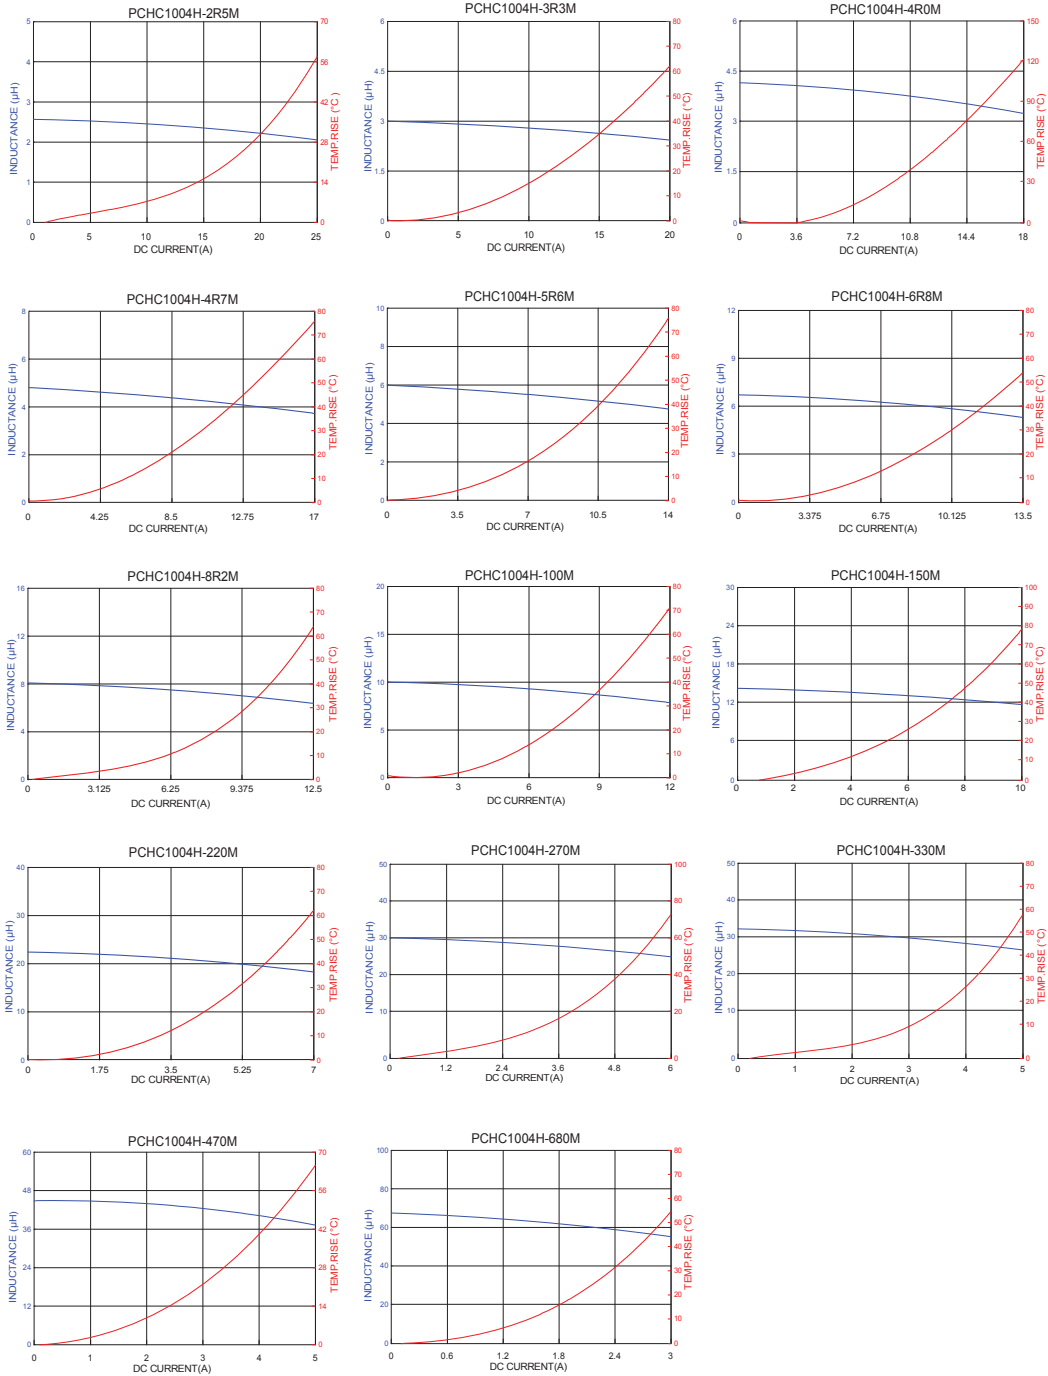 PCHC1004H-2R5M
INDUCTANCE (µH)
5
4
3
2
1
0
70
56
42
28
14
0
TEMP.RISE (°C)
0 5 10 15 20 25
DC CURRENT(A)
PCHC1004H-3R3M
INDUCTANCE (µH)
6
4.5
3
1.5
0
80
70
60
50
40
30
20
10
0
TEMP.RISE (°C)
0 5 10 15 20
DC CURRENT(A)
PCHC1004H-4R0M
INDUCTANCE (µH)
6
4.5
3
1.5
0
150
120
90
60
30
0
TEMP.RISE (°C)
0 3.6 7.2 10.8 14.4 18
DC CURRENT(A)
PCHC1004H-4R7M
INDUCTANCE (µH)
8
6
4
2
0
80
70
60
50
40
30
20
10
0
TEMP.RISE (°C)
0 4.25 8.5 12.75 17
DC CURRENT(A)
PCHC1004H-5R6M
INDUCTANCE (µH)
10
8
6
4
2
0
80
70
60
50
40
30
20
10
0
TEMP.RISE (°C)
0 3.5 7 10.5 14
DC CURRENT(A)
PCHC1004H-6R8M
INDUCTANCE (µH)
12
9
6
3
0
80
70
60
50
40
30
20
10
0
TEMP.RISE (°C)
0 3.375 6.75 10.125 13.5
DC CURRENT(A)
PCHC1004H-8R2M
INDUCTANCE (µH)
16
12
8
4
0
80
70
60
50
40
30
20
10
0
TEMP.RISE (°C)
0 3.125 6.25 9.375 12.5
DC CURRENT(A)
PCHC1004H-100M
INDUCTANCE (µH)
20
15
10
5
0
80
70
60
50
40
30
20
10
0
TEMP.RISE (°C)
0 3 6 9 12
DC CURRENT(A)
PCHC1004H-150M
INDUCTANCE (µH)
30
24
18
12
6
0
100
90
80
70
60
50
40
30
20
10
0
TEMP.RISE (°C)
0 2 4 6 8 10
DC CURRENT(A)
PCHC1004H-220M
INDUCTANCE (µH)
40
30
20
10
0
80
70
60
50
40
30
20
10
0
TEMP.RISE (°C)
0 1.75 3.5 5.25 7
DC CURRENT(A)
PCHC1004H-270M
INDUCTANCE (µH)
50
40
30
20
10
0
100
80
60
40
20
0
TEMP.RISE (°C)
0 1.2 2.4 3.6 4.8 6
DC CURRENT(A)
PCHC1004H-330M
INDUCTANCE (µH)
50
40
30
20
10
0
80
70
60
50
40
30
20
10
0
TEMP.RISE (°C)
0 1 2 3 4 5
DC CURRENT(A)
PCHC1004H-470M
INDUCTANCE (µH)
60
48
36
24
12
0
70
56
42
28
14
0
TEMP.RISE (°C)
0 1 2 3 4 5
DC CURRENT(A)
PCHC1004H-680M
INDUCTANCE (µH)
100
80
60
40
20
0
80
70
60
50
40
30
20
10
0
TEMP.RISE (°C)
0 0.6 1.2 1.8 2.4 3
DC CURRENT(A)